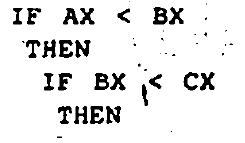 IF AX < BX
THEN
IF BX < CX
THEN